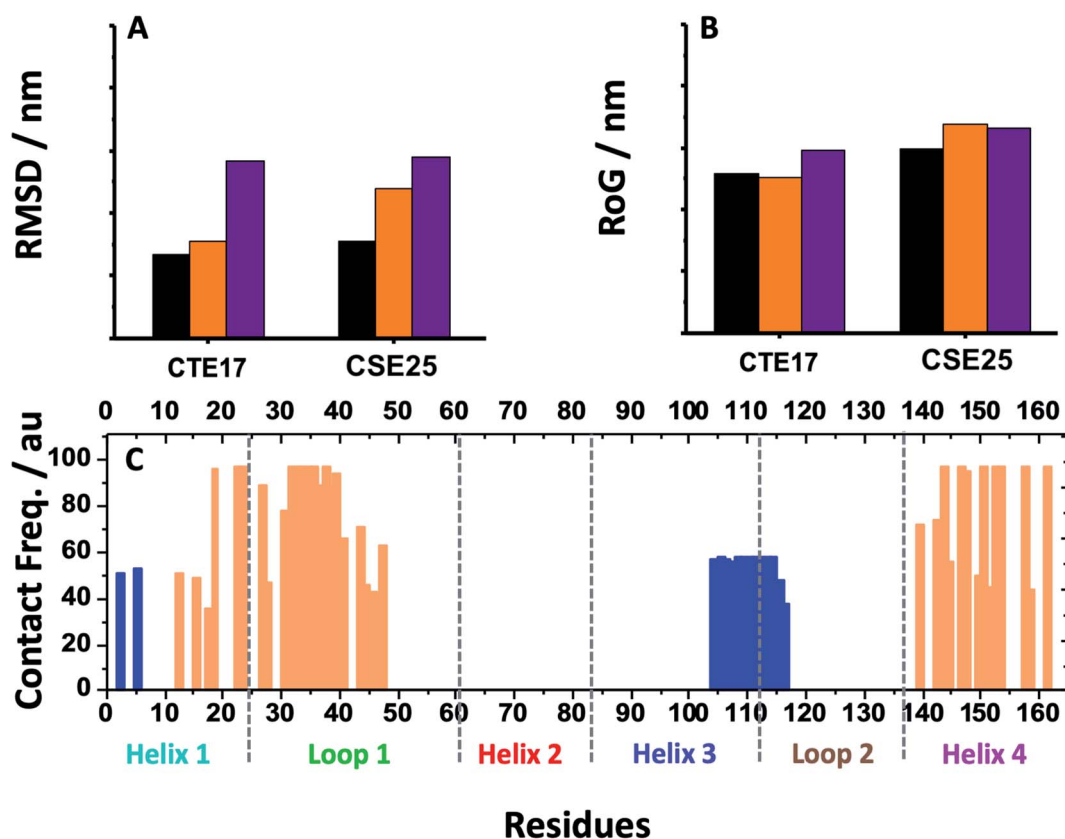 A
RMSD / nm
CTE17 CSE25
B
RoG / nm
CTE17 CSE25
0 10 20 30 40 50 60 70 80 90 100 110 120 130 140 150 160
C
Contact Freq. / au
100
80
60
40
20
0
0 10 20 30 40 50 60 70 80 90 100 110 120 130 140 150 160
Helix 1 Loop 1 Helix 2 Helix 3 Loop 2 Helix 4
Residues